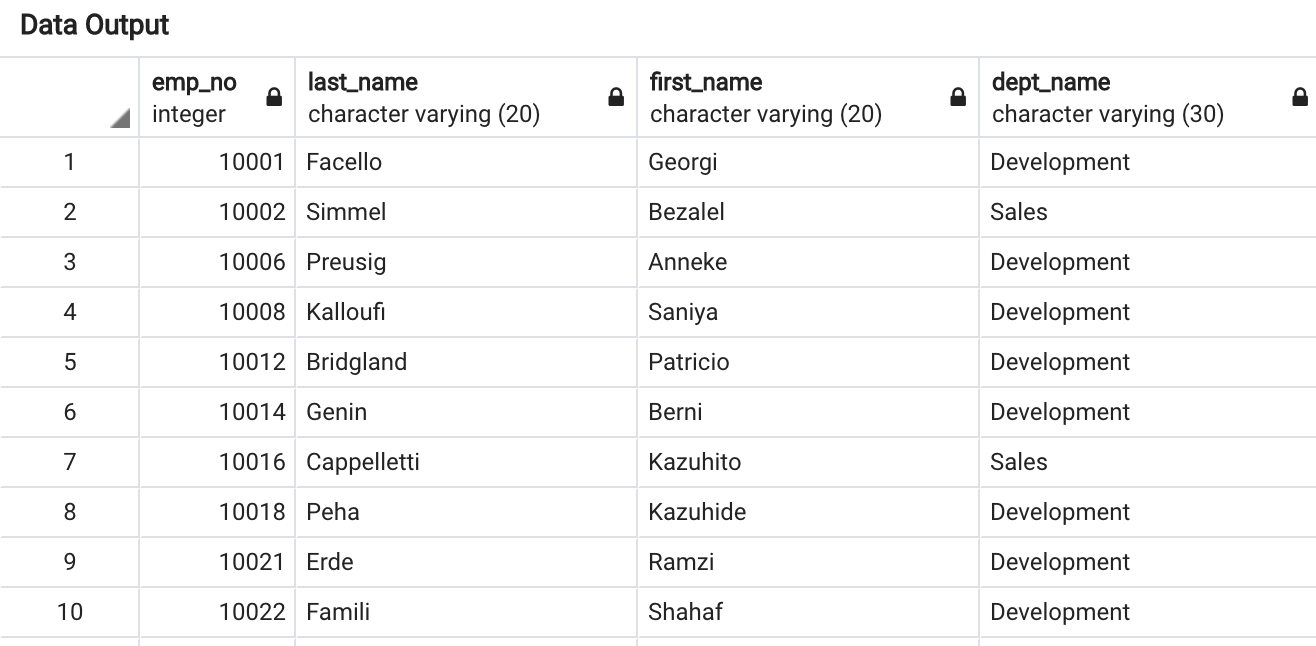 Data Output
emp_no last_name first_name dept_name
integer character varying (20) character varying (20) character varying (30)
1 10001 Facello Georgi Development
2 10002 Simmel Bezalel Sales
3 10006 Preusig Anneke Development
4 10008 Kalloufi Saniya Development
5 10012 Bridgland Patricio Development
6 10014 Genin Berni Development
7 10016 Cappelletti Kazuhito Sales
8 10018 Peha Kazuhide Development
9 10021 Erde Ramzi Development
10 10022 Famili Shahaf Development